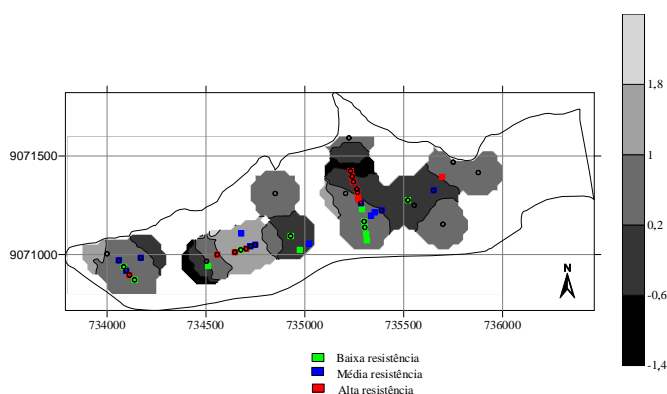 1,8
1
0,2
-0,6
-1,4
9071500
9071000
N
734000 734500 735000 735500 736000
Baixa resistência
Média resistência
Alta resistência